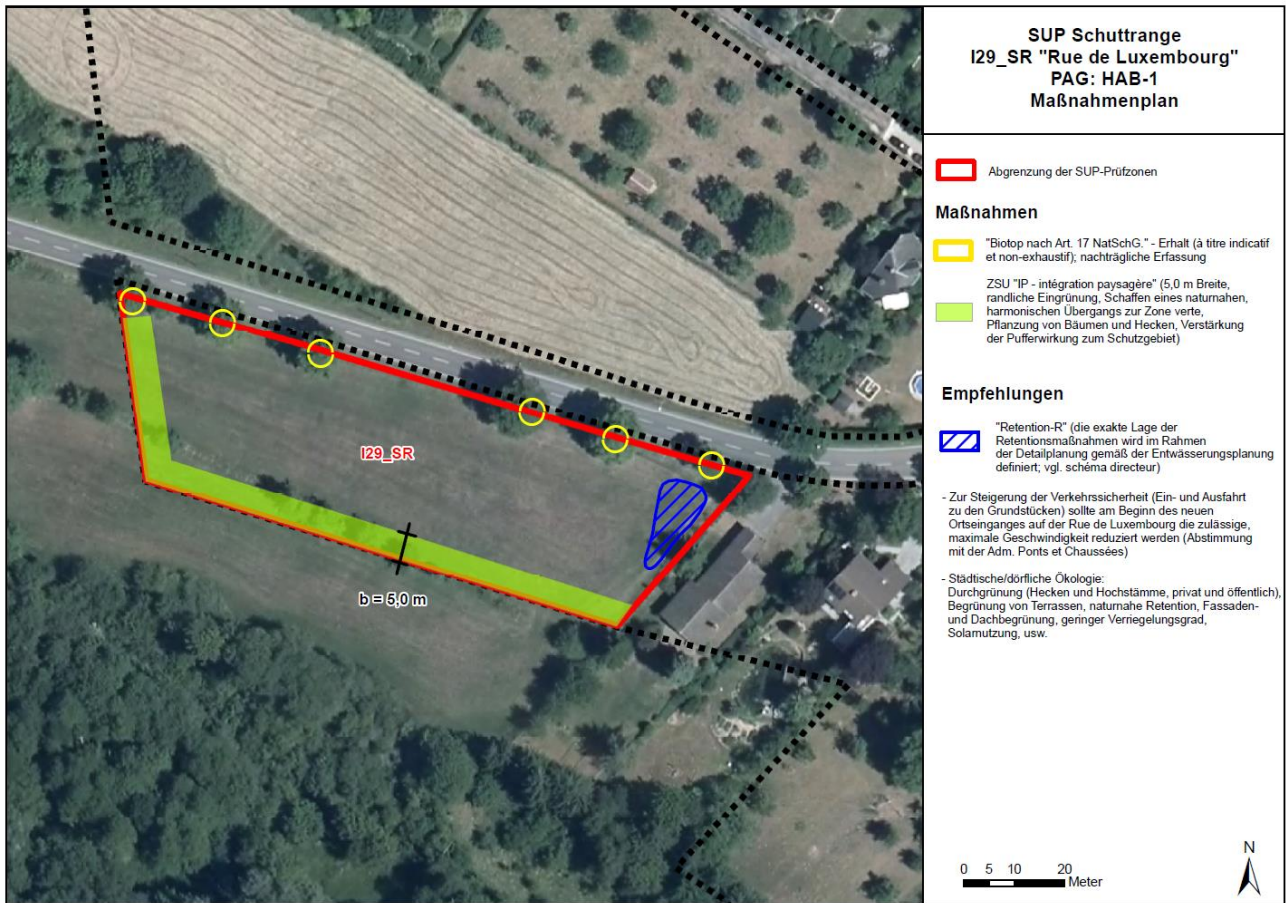 SUP Schuttrange
I29_SR "Rue de Luxembourg"
PAG: HAB-1
Maßnahmenplan
Abgrenzung der SUP-Prüfzonen
Maßnahmen
"Biotop nach Art. 17 NatSchG." - Erhalt (à titre indicatif
et non-exhaustif); nachträgliche Erfassung
ZSU "IP - intégration paysagère" (5,0 m Breite,
randliche Eingrünung, Schaffen eines naturnahen,
harmonischen Übergangs zur Zone verte,
Pflanzung von Bäumen und Hecken, Verstärkung
der Pufferwirkung zum Schutzgebiet)
Empfehlungen
"Retention-R" (die exakte Lage der
Retentionsmaßnahmen wird im Rahmen
der Detailplanung gemäß der Entwässerungsplanung
definiert; vgl. schéma directeur)
- Zur Steigerung der Verkehrssicherheit (Ein- und Ausfahrt
zu den Grundstücken) sollte am Beginn des neuen
Ortseinganges auf der Rue de Luxembourg die zulässige,
maximale Geschwindigkeit reduziert werden (Abstimmung
mit der Adm. Ponts et Chaussées)
- Städtische/dörfliche Ökologie:
Durchgrünung (Hecken und Hochstämme, privat und öffentlich),
Begrünung von Terrassen, naturnahe Retention, Fassaden-
und Dachbegrünung, geringer Verriegelungsgrad,
Solarnutzung, usw.
I29_SR
b = 5,0 m
0 5 10 20
Meter
N